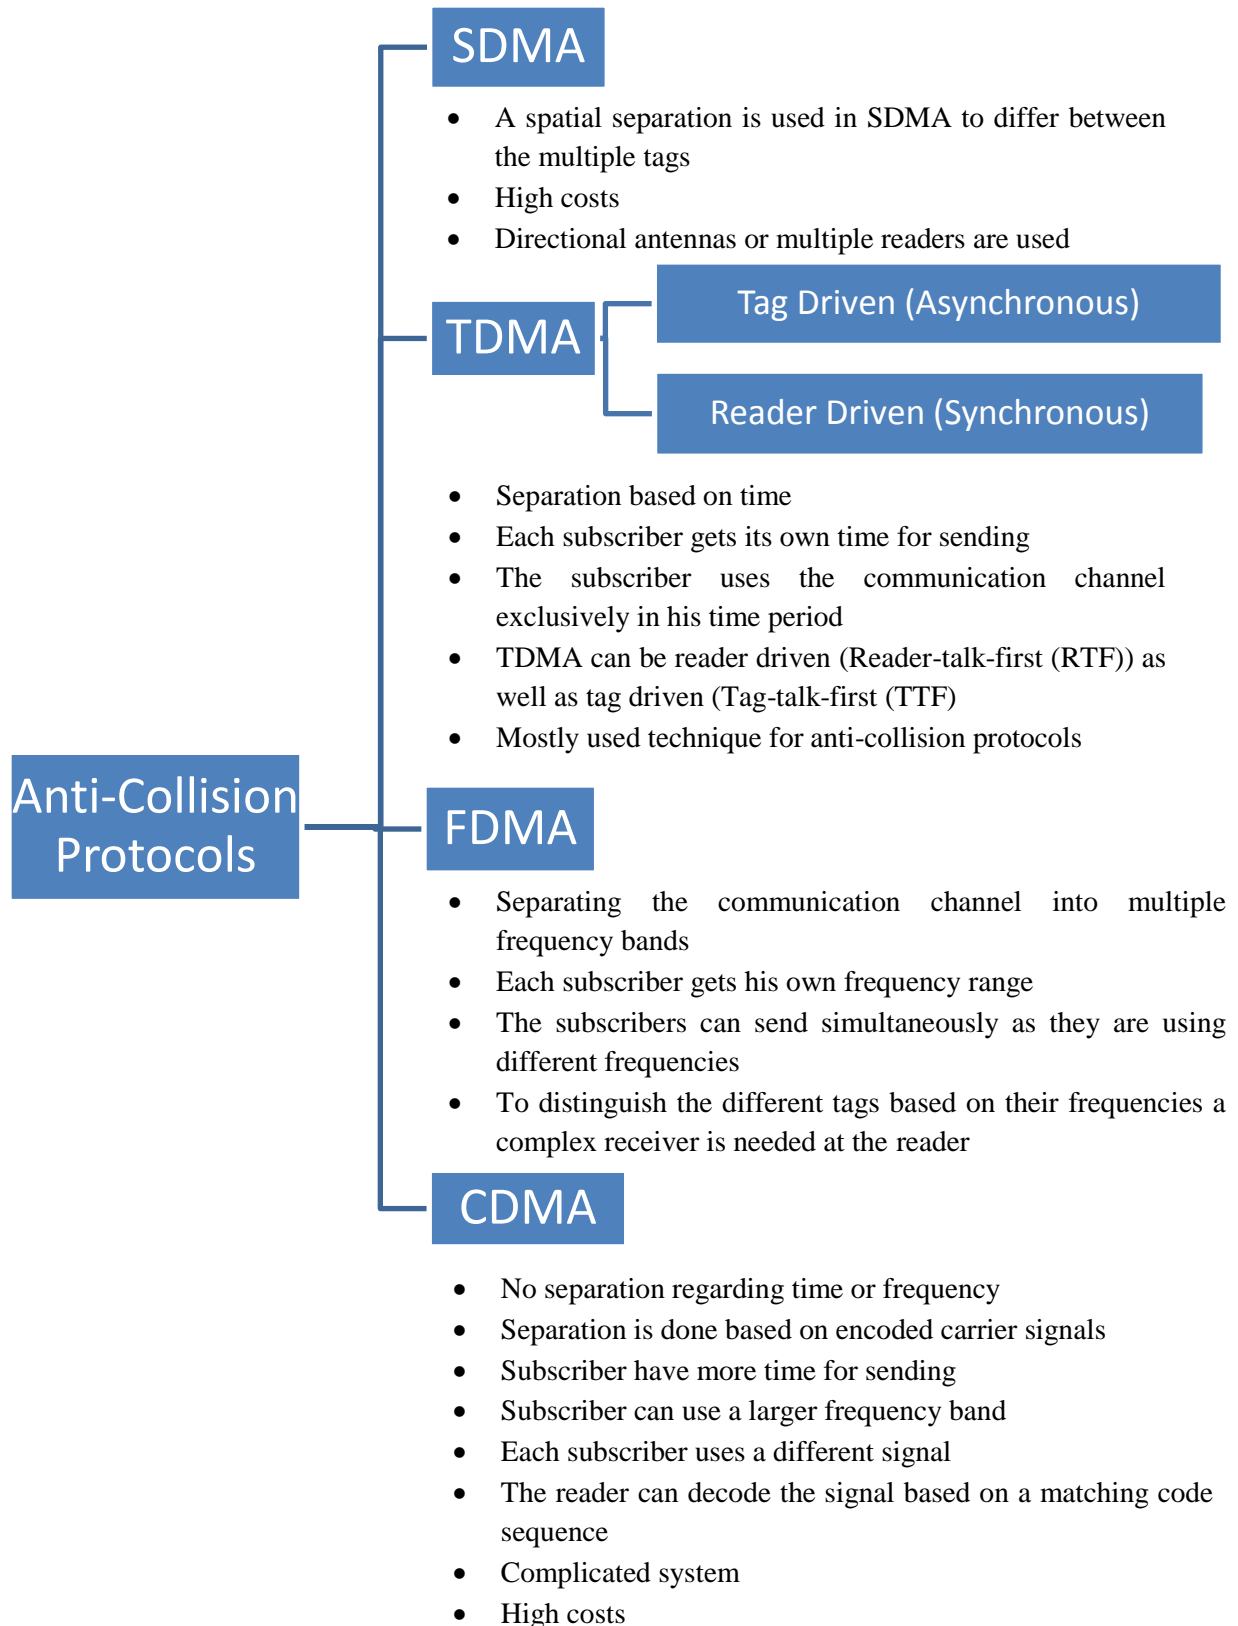 SDMA
• A spatial separation is used in SDMA to differ between
the multiple tags
• High costs
• Directional antennas or multiple readers are used
TDMA
Tag Driven (Asynchronous)
Reader Driven (Synchronous)
• Separation based on time
• Each subscriber gets its own time for sending
• The subscriber uses the communication channel
exclusively in his time period
• TDMA can be reader driven (Reader-talk-first (RTF)) as
well as tag driven (Tag-talk-first (TTF)
• Mostly used technique for anti-collision protocols
Anti-Collision
Protocols
FDMA
• Separating the communication channel into multiple
frequency bands
• Each subscriber gets his own frequency range
• The subscribers can send simultaneously as they are using
different frequencies
• To distinguish the different tags based on their frequencies a
complex receiver is needed at the reader
CDMA
• No separation regarding time or frequency
• Separation is done based on encoded carrier signals
• Subscriber have more time for sending
• Subscriber can use a larger frequency band
• Each subscriber uses a different signal
• The reader can decode the signal based on a matching code
sequence
• Complicated system
• High costs